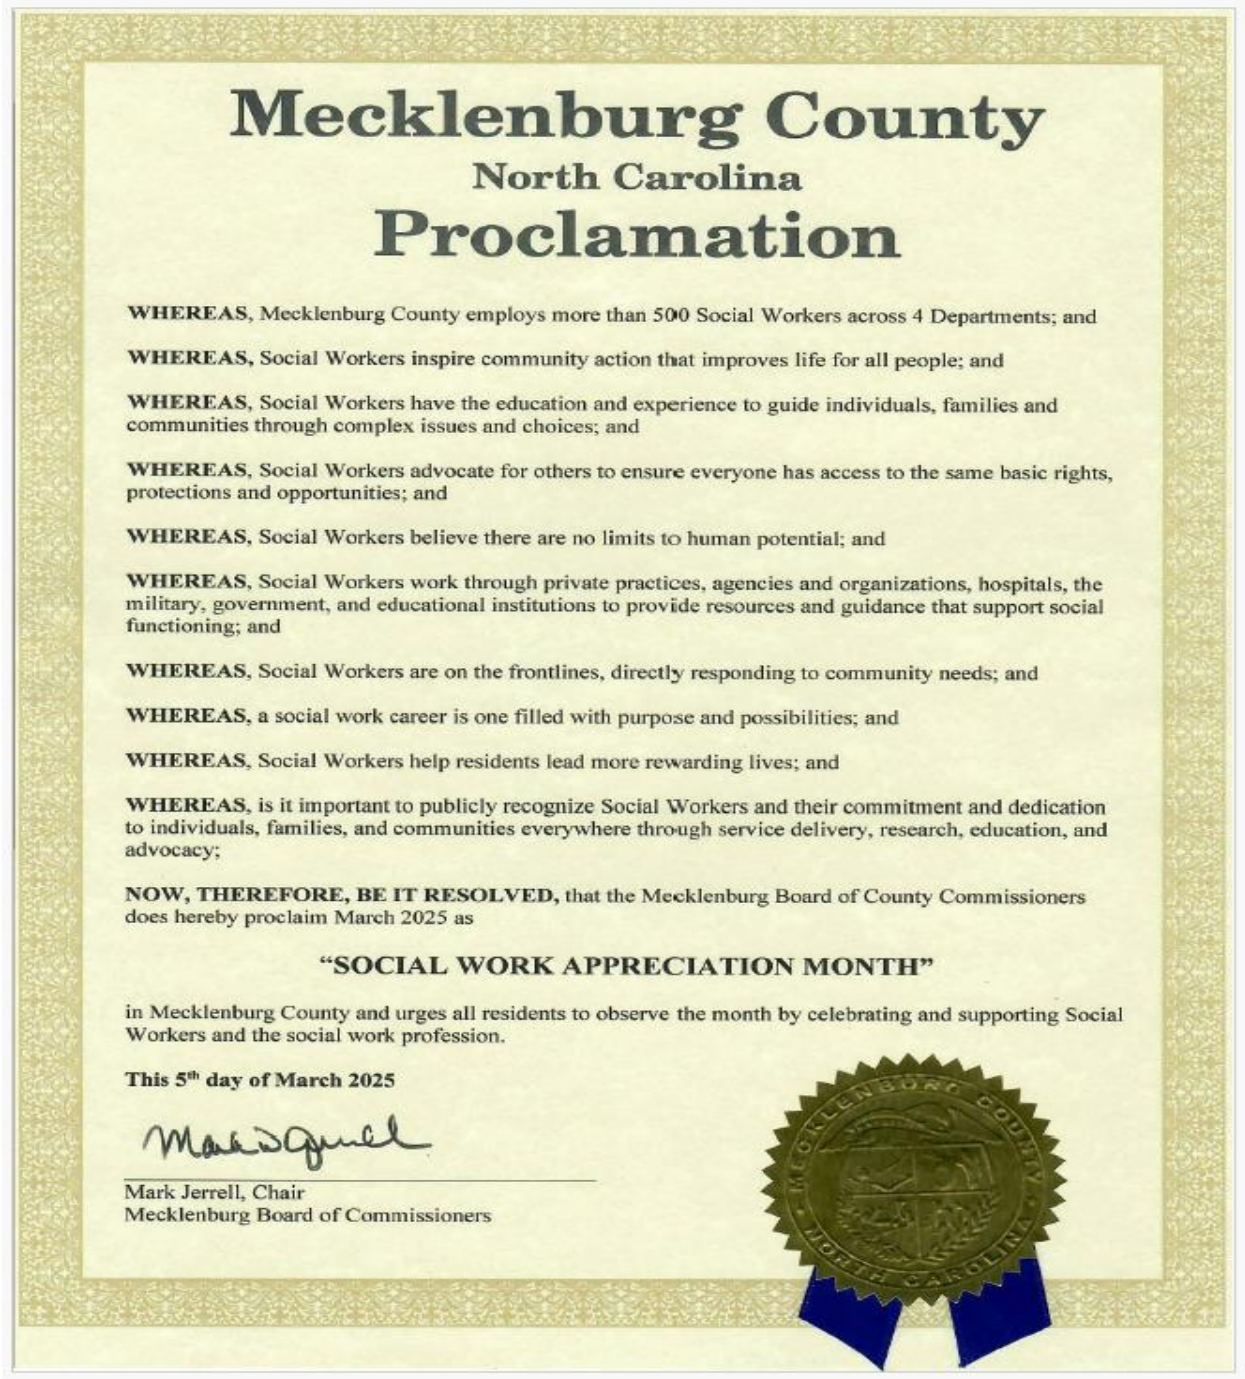 Mecklenburg County
North Carolina
Proclamation
WHEREAS, Mecklenburg County employs more than 500 Social Workers across 4 Departments; and
WHEREAS, Social Workers inspire community action that improves life for all people; and
WHEREAS, Social Workers have the education and experience to guide individuals, families and
communities through complex issues and choices; and
WHEREAS, Social Workers advocate for others to ensure everyone has access to the same basic rights,
protections and opportunities; and
WHEREAS, Social Workers believe there are no limits to human potential; and
WHEREAS, Social Workers work through private practices, agencies and organizations, hospitals, the
military, government, and educational institutions to provide resources and guidance that support social
functioning; and
WHEREAS, Social Workers are on the frontlines, directly responding to community needs; and
WHEREAS, a social work career is one filled with purpose and possibilities; and
WHEREAS, Social Workers help residents lead more rewarding lives; and
WHEREAS, is it important to publicly recognize Social Workers and their commitment and dedication
to individuals, families, and communities everywhere through service delivery, research, education, and
advocacy;
NOW, THEREFORE, BE IT RESOLVED, that the Mecklenburg Board of County Commissioners
does hereby proclaim March 2025 as
“SOCIAL WORK APPRECIATION MONTH”
in Mecklenburg County and urges all residents to observe the month by celebrating and supporting Social
Workers and the social work profession.
This 5th day of March 2025
Mark Jerrell, Chair
Mecklenburg Board of Commissioners
MECKLENBURG COUNTY
NORTH CAROLINA